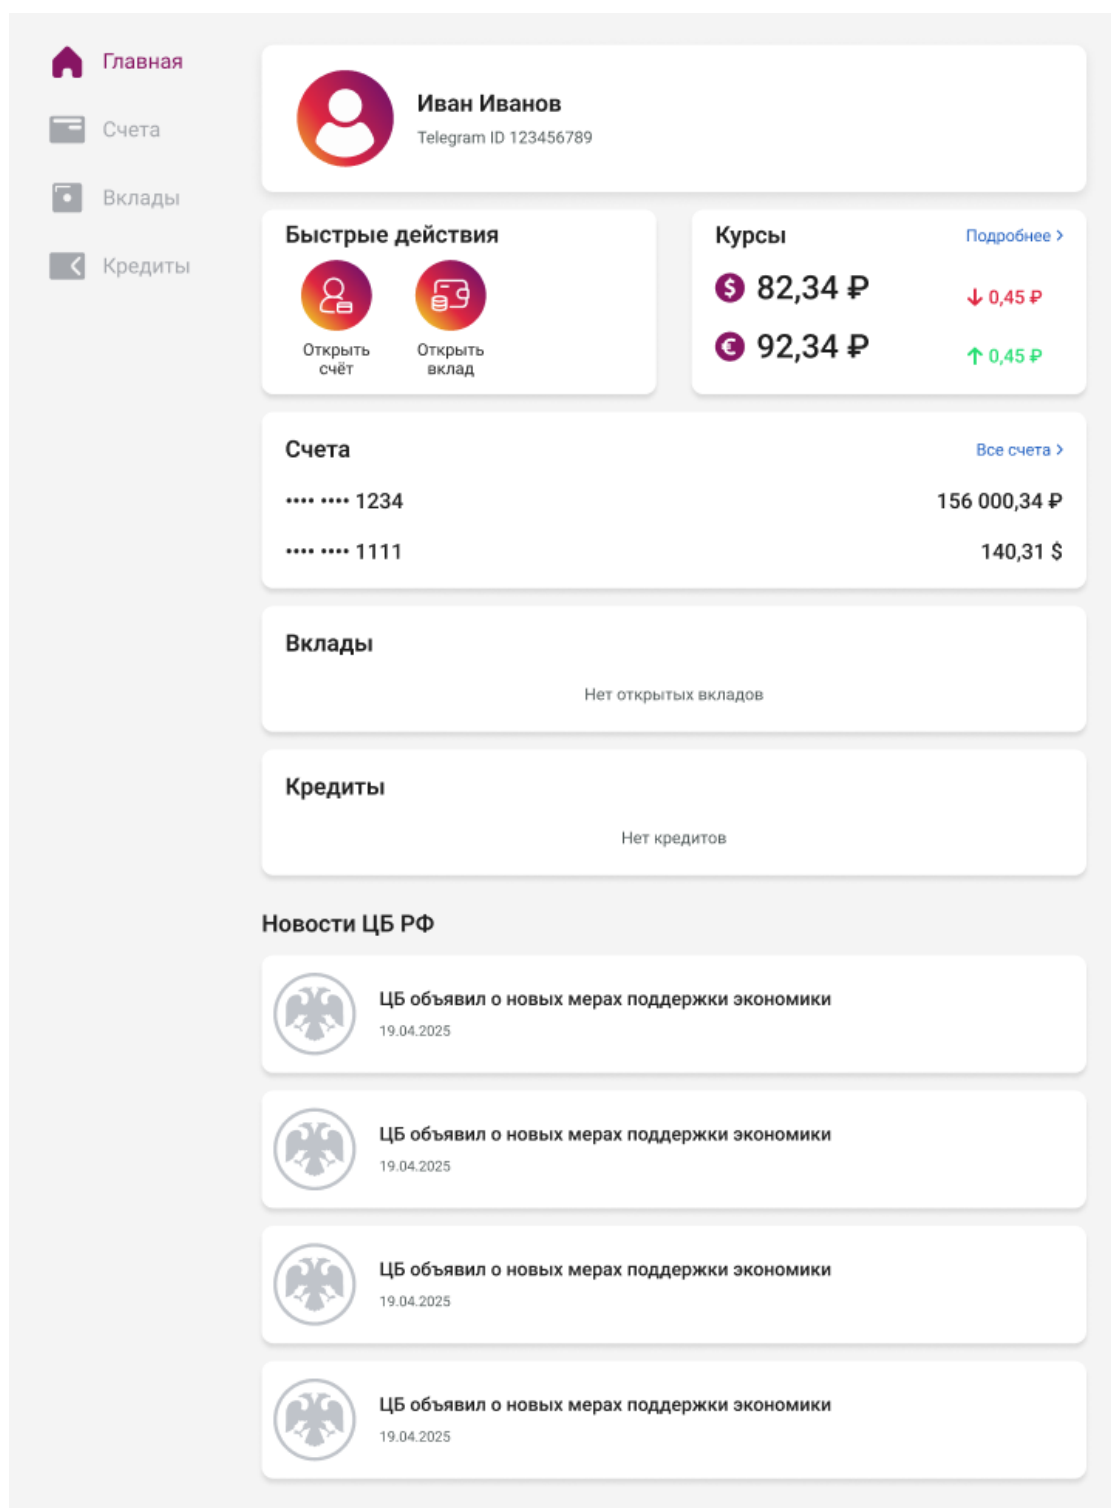 Главная
Счета
Вклады
Кредиты
Иван Иванов
Telegram ID 123456789
Быстрые действия
Открыть
счёт
Открыть
вклад
Курсы
Подробнее >
$ 82,34 ₽
↓ 0,45 ₽
€ 92,34 ₽
↑ 0,45 ₽
Счета
Все счета >
•••• •••• 1234
156 000,34 ₽
•••• •••• 1111
140,31 $
Вклады
Нет открытых вкладов
Кредиты
Нет кредитов
Новости ЦБ РФ
ЦБ объявил о новых мерах поддержки экономики
19.04.2025
ЦБ объявил о новых мерах поддержки экономики
19.04.2025
ЦБ объявил о новых мерах поддержки экономики
19.04.2025
ЦБ объявил о новых мерах поддержки экономики
19.04.2025